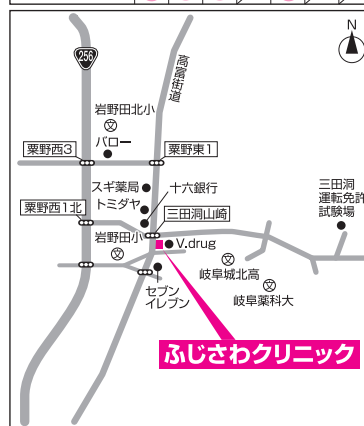 N
256
高富街道
岩野田北小
文
バロー
粟野西3
粟野東1
スギ薬局
十六銀行
トミダヤ
三田洞
運転免許
試験場
粟野西1北
三田洞山崎
岩野田小
文
V.drug
文
岐阜城北高
文
岐阜薬科大
セブン
イレブン
ふじさわクリニック